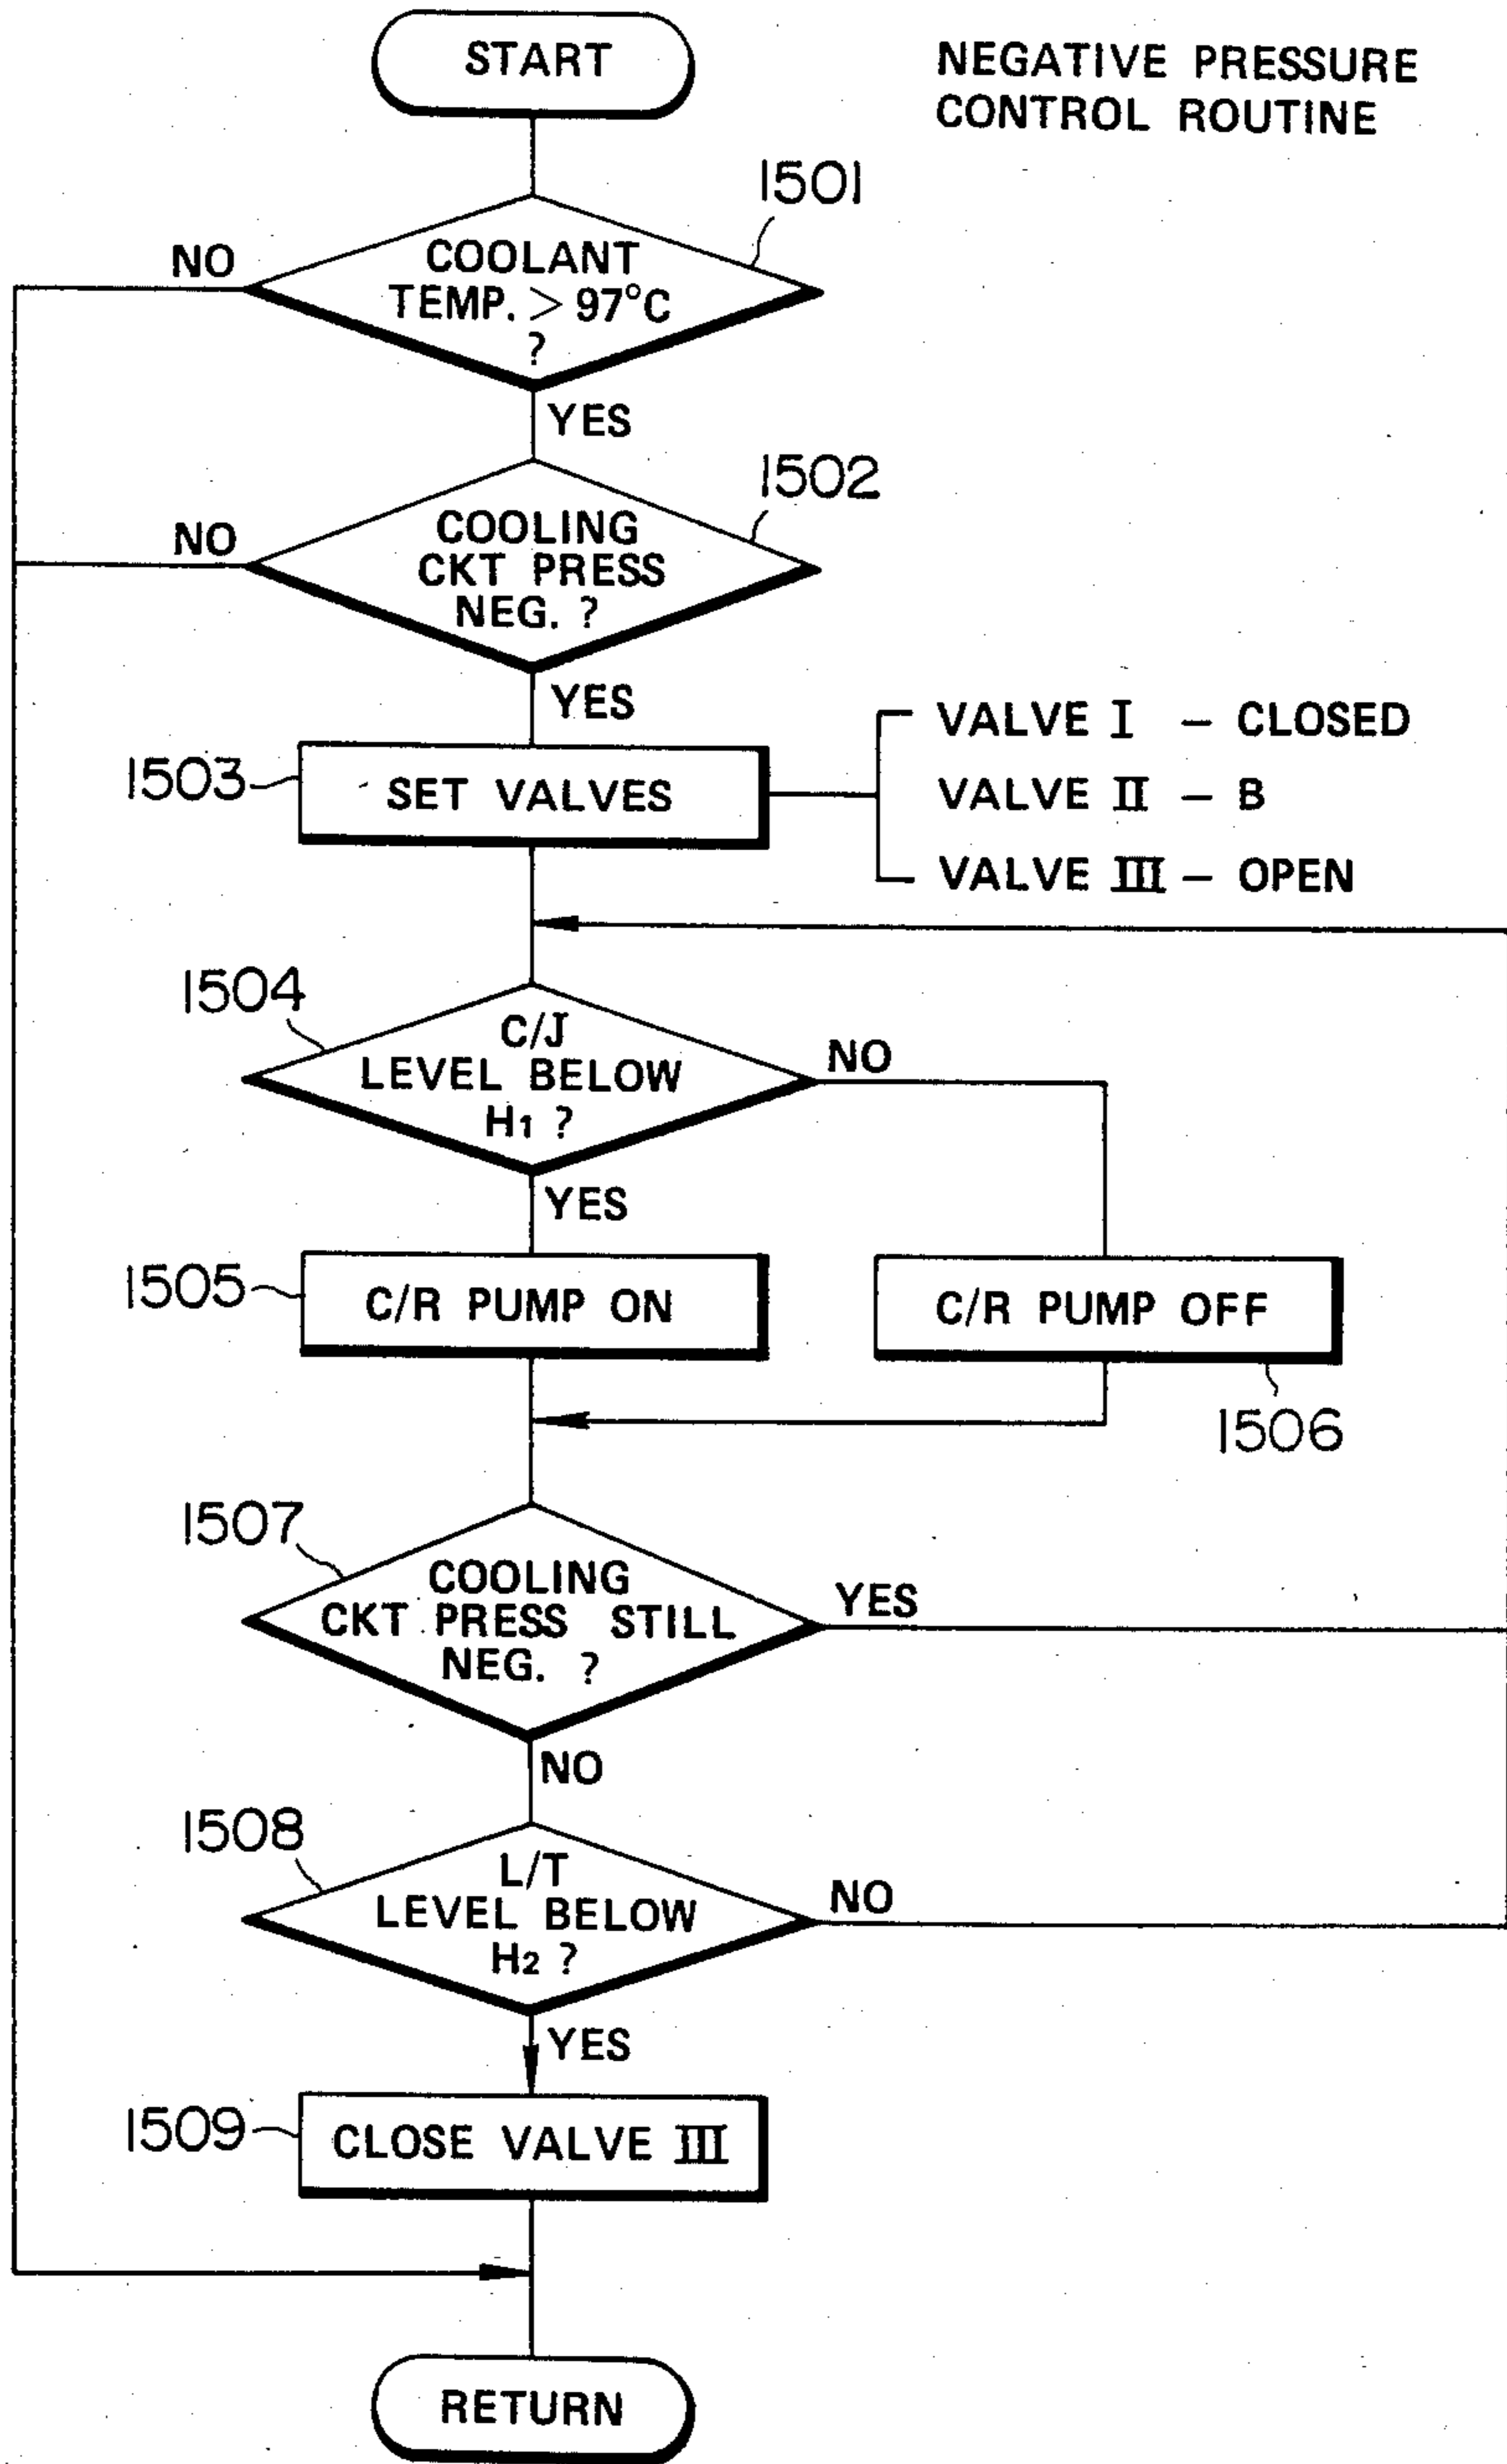 START
NEGATIVE PRESSURE
CONTROL ROUTINE
1501
NO
COOLANT
TEMP. > 97°C
?
YES
1502
NO
COOLING
CKT PRESS
NEG. ?
YES
1503
SET VALVES
VALVE I - CLOSED
VALVE II - B
VALVE III - OPEN
1504
C/J
LEVEL BELOW
H1 ?
NO
YES
1505
C/R PUMP ON
C/R PUMP OFF
1506
1507
COOLING
CKT PRESS STILL
NEG. ?
YES
NO
1508
L/T
LEVEL BELOW
H2 ?
NO
YES
1509
CLOSE VALVE III
RETURN